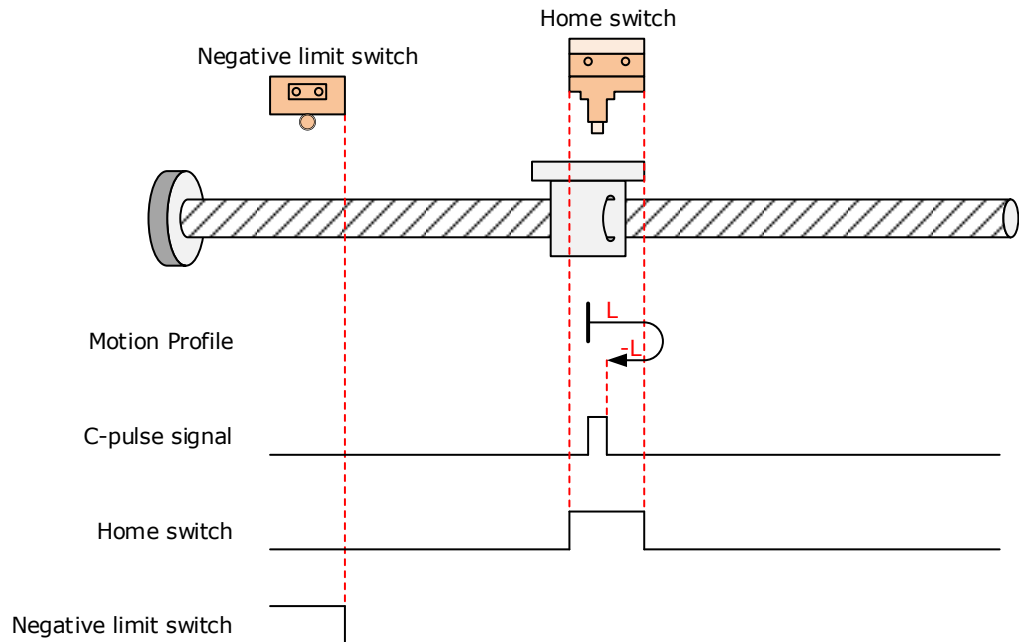 Home switch
Negative limit switch
L
Motion Profile
-L
C-pulse signal
Home switch
Negative limit switch